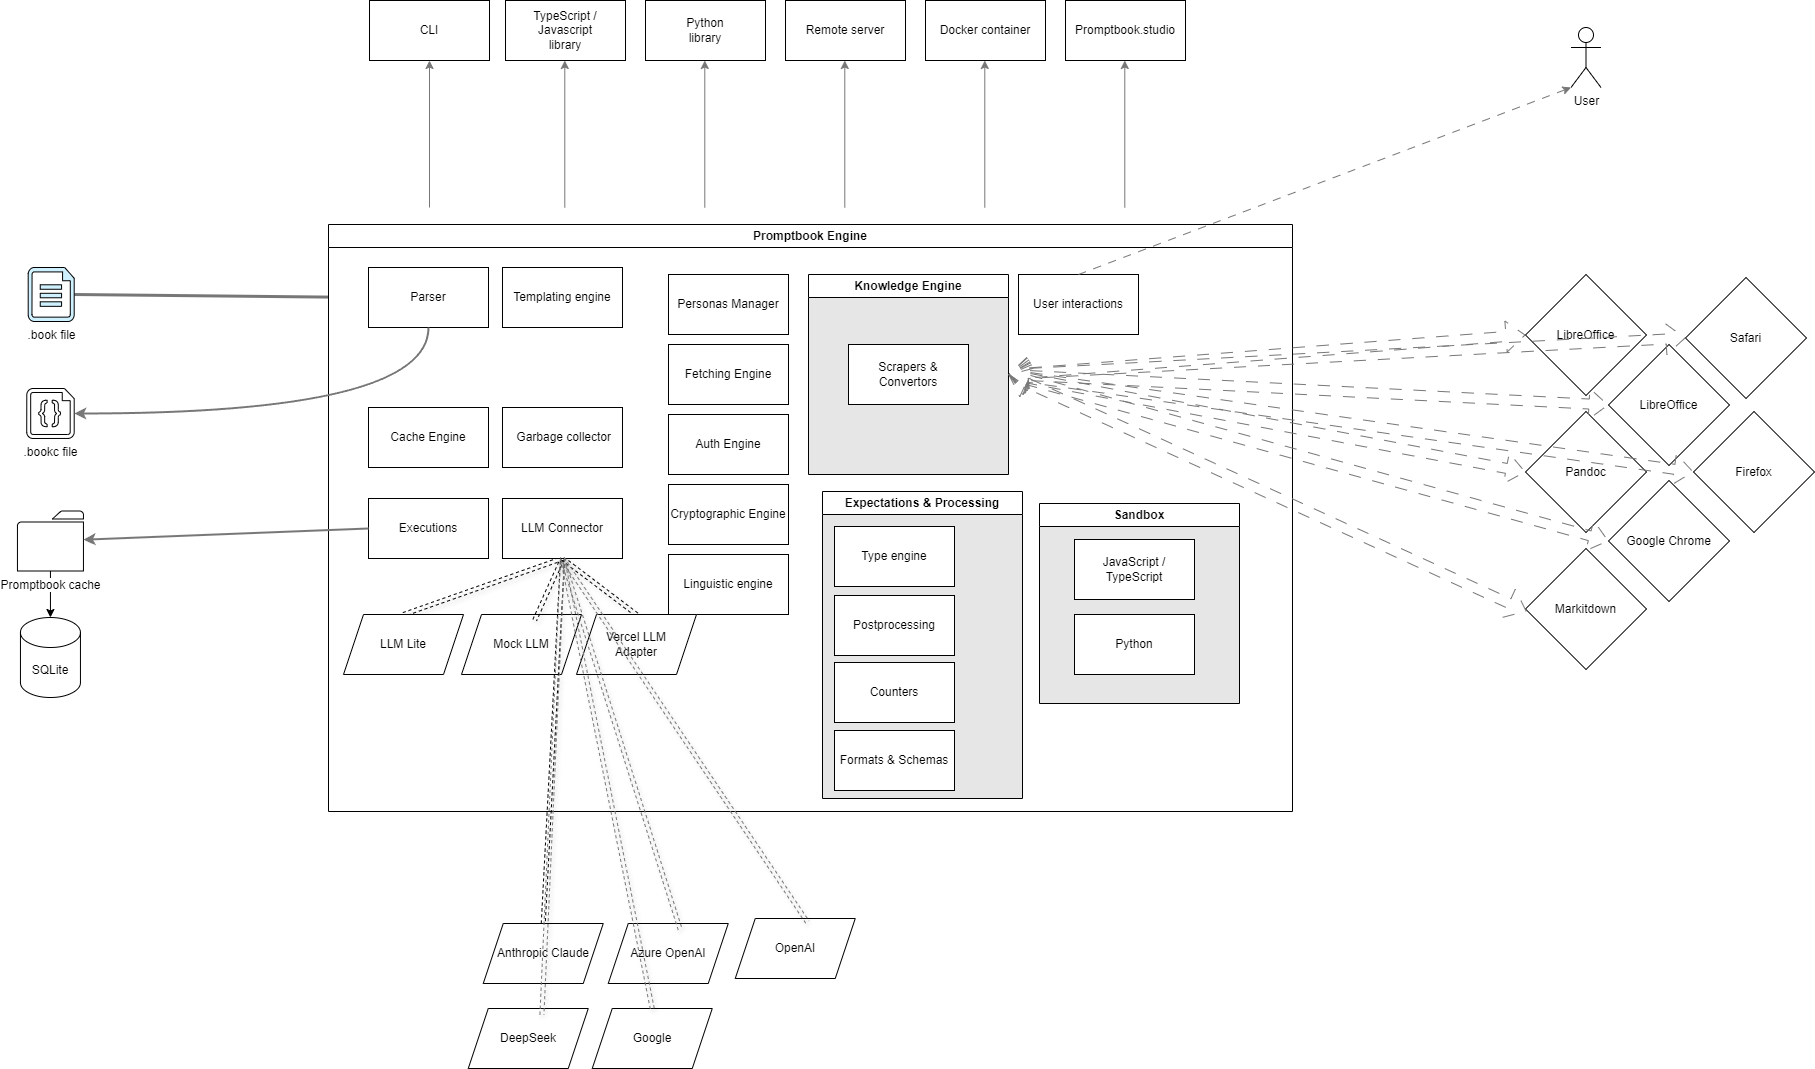 CLI
TypeScript /
Javascript
library
Python
library
Remote server
Docker container
Promptbook.studio
User
Promptbook Engine
.book file
.bookc file
Promptbook cache
SQLite
Parser
Templating engine
Cache Engine
Garbage collector
Executions
LLM Connector
LLM Lite
Mock LLM
Vercel LLM
Adapter
Personas Manager
Fetching Engine
Auth Engine
Cryptographic Engine
Linguistic engine
Knowledge Engine
Scrapers &
Convertors
User interactions
Expectations & Processing
Type engine
Postprocessing
Counters
Formats & Schemas
Sandbox
JavaScript /
TypeScript
Python
LibreOffice
Safari
LibreOffice
Pandoc
Firefox
Google Chrome
Markitdown
Anthropic Claude
Azure OpenAI
OpenAI
DeepSeek
Google